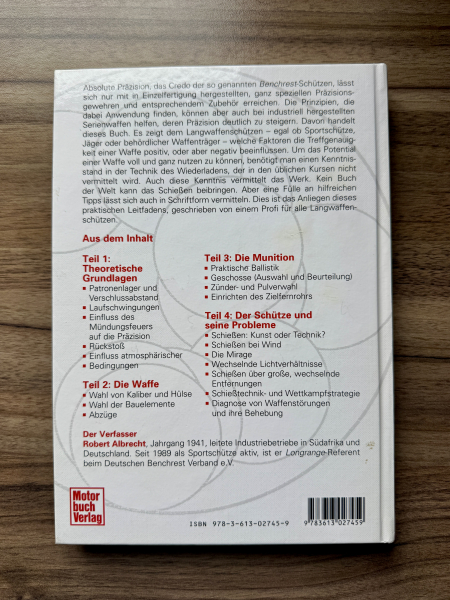 Absolute Präzision, das Credo der so genannten Benchrest-Schützen, lässt
sich nur mit in Einzelfertigung hergestellten, ganz speziellen Präzisions-
gewehren und entsprechendem Zubehör erreichen. Die Prinzipien, die
dabei Anwendung finden, können aber auch bei industriell hergestellten
Serienwaffen helfen, deren Präzision deutlich zu steigern. Davon handelt
dieses Buch. Es zeigt dem Langwaffenschützen – egal ob Sportschütze,
Jäger oder behördlicher Waffenträger – welche Faktoren die Treffgenauig-
keit einer Waffe positiv, oder aber negativ beeinflussen. Um das Potential
einer Waffe voll und ganz nutzen zu können, benötigt man einen Kenntnis-
stand in der Technik des Wiederladens, der in den üblichen Kursen nicht
vermittelt wird. Auch diese Kenntnis vermittelt das Werk. Kein Buch
der Welt kann das Schießen beibringen. Aber eine Fülle an hilfreichen
Tipps lässt sich auch in Schriftform vermitteln. Dies ist das Anliegen dieses
praktischen Leitfadens, geschrieben von einem Profi für alle Langwaffen-
schützen.
Aus dem Inhalt
Teil 1:
Theoretische
Grundlagen
▪ Patronenlager und
Verschlussabstand
▪ Laufschwingungen
▪ Einfluss des
Mündungsfeuers
auf die Präzision
▪ Rückstoß
▪ Einfluss atmosphärischer
▪ Bedingungen
Teil 2: Die Waffe
▪ Wahl von Kaliber und Hülse
▪ Wahl der Bauelemente
▪ Abzüge
Teil 3: Die Munition
▪ Praktische Ballistik
▪ Geschosse (Auswahl und Beurteilung)
▪ Zünder- und Pulverwahl
▪ Einrichten des Zielfernrohrs
Teil 4: Der Schütze und
seine Probleme
▪ Schießen: Kunst oder Technik?
▪ Schießen bei Wind
▪ Die Mirage
▪ Wechselnde Lichtverhältnisse
▪ Schießen über große, wechselnde
Entfernungen
▪ Schießtechnik- und Wettkampfstrategie
▪ Diagnose von Waffenstörungen
und ihre Behebung
Der Verfasser
Robert Albrecht, Jahrgang 1941, leitete Industriebetriebe in Südafrika und
Deutschland. Seit 1989 als Sportschütze aktiv, ist er Longrange-Referent
beim Deutschen Benchrest Verband e.V.
Motor
buch
Verlag
ISBN 978-3-613-02745-9
9 783613 027459